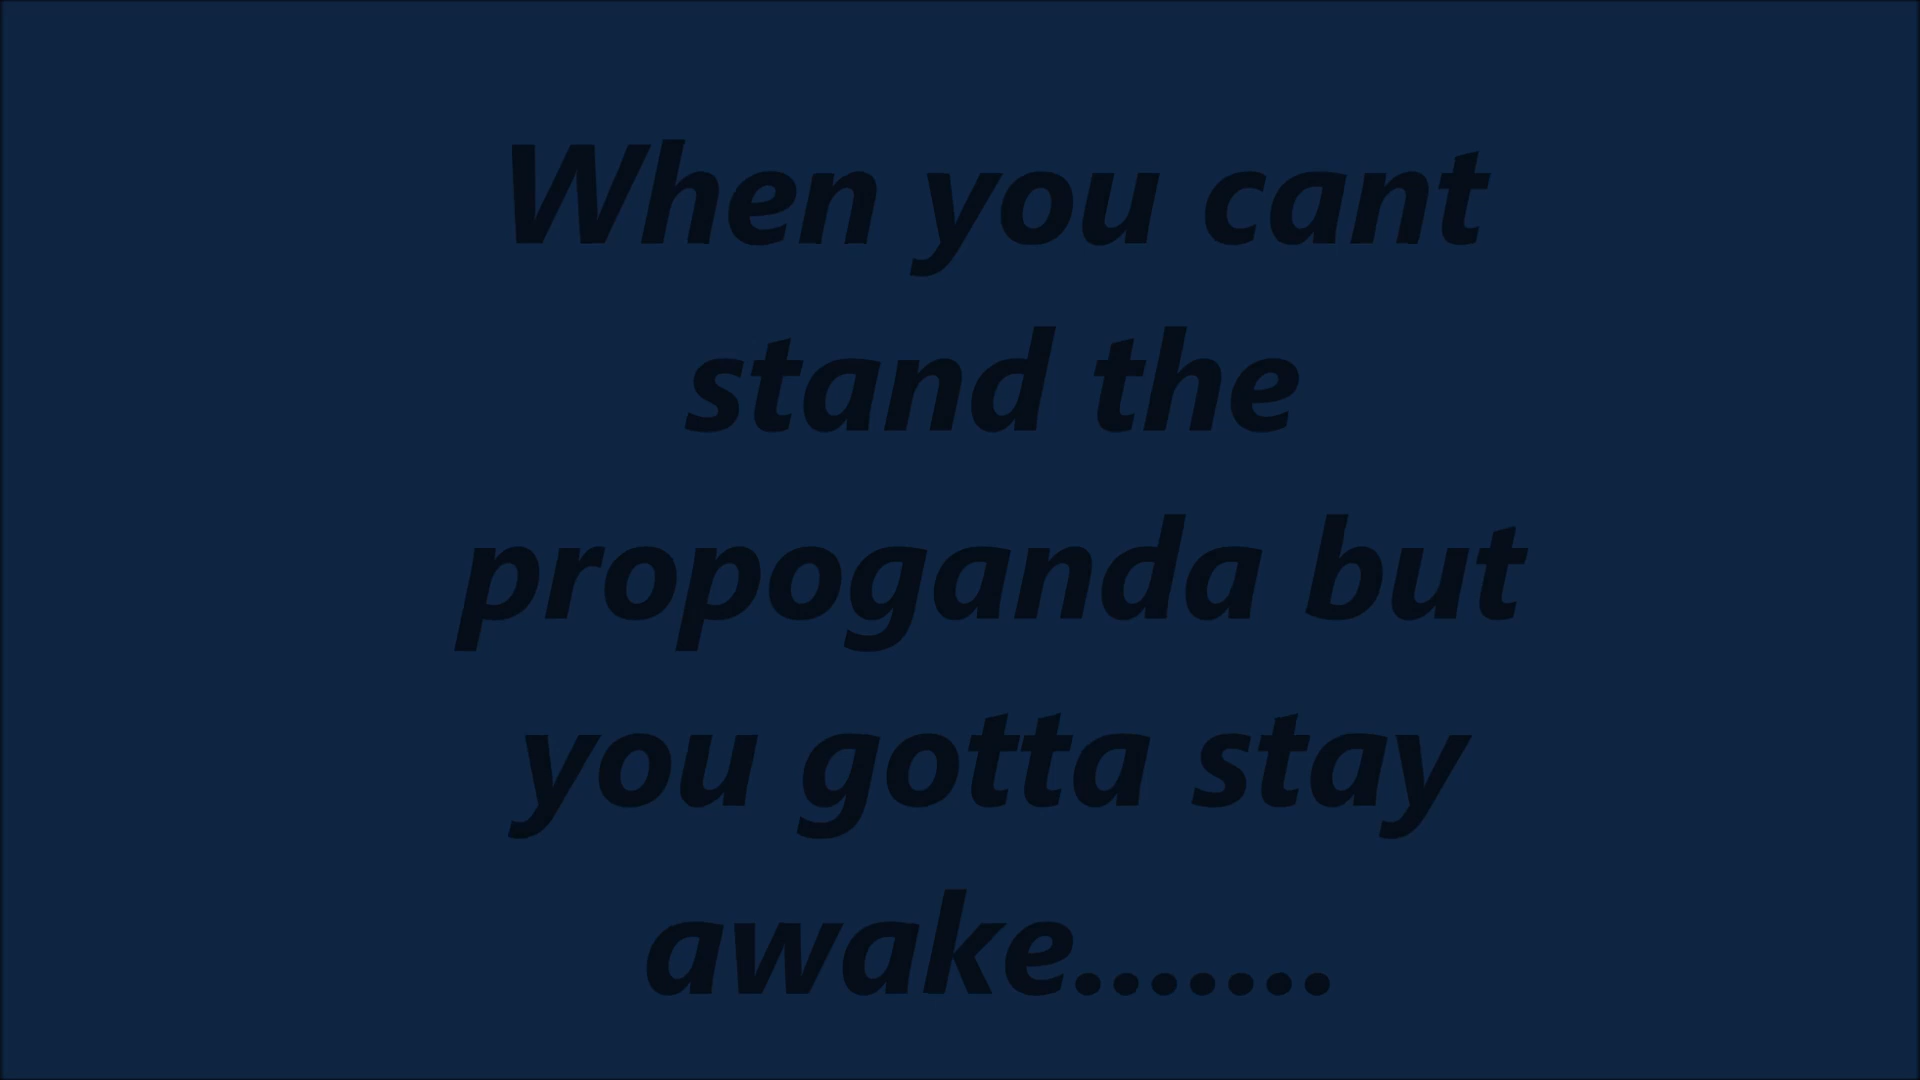 When you cant
stand the
propoganda but
you gotta stay
awake.......